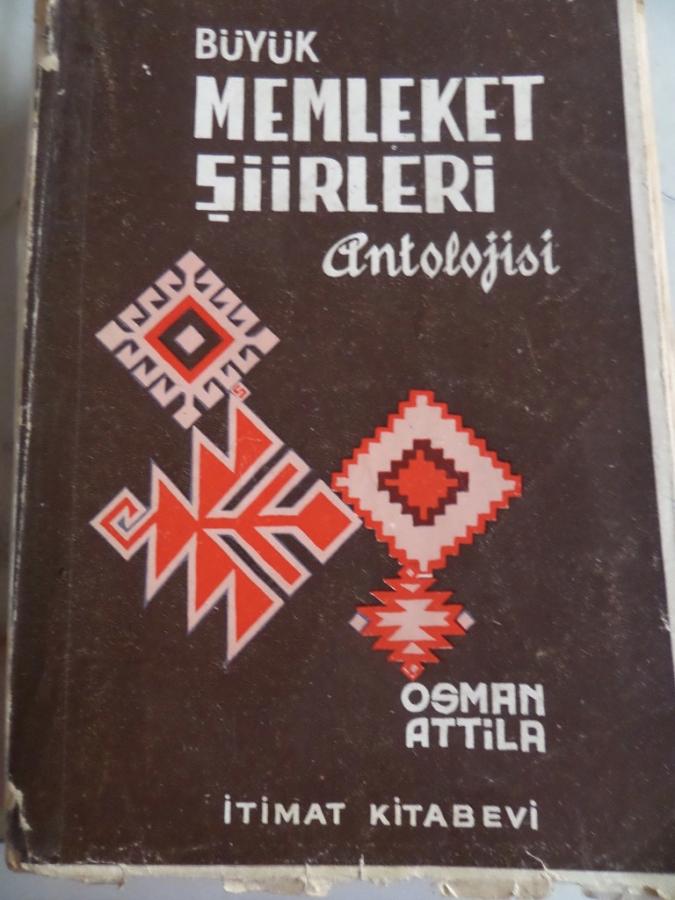 BÜYÜK
MEMLEKET
ŞİİRLERİ
Antolojisi
OSMAN
ATTİLA
İTİMAT KİTABEVİ